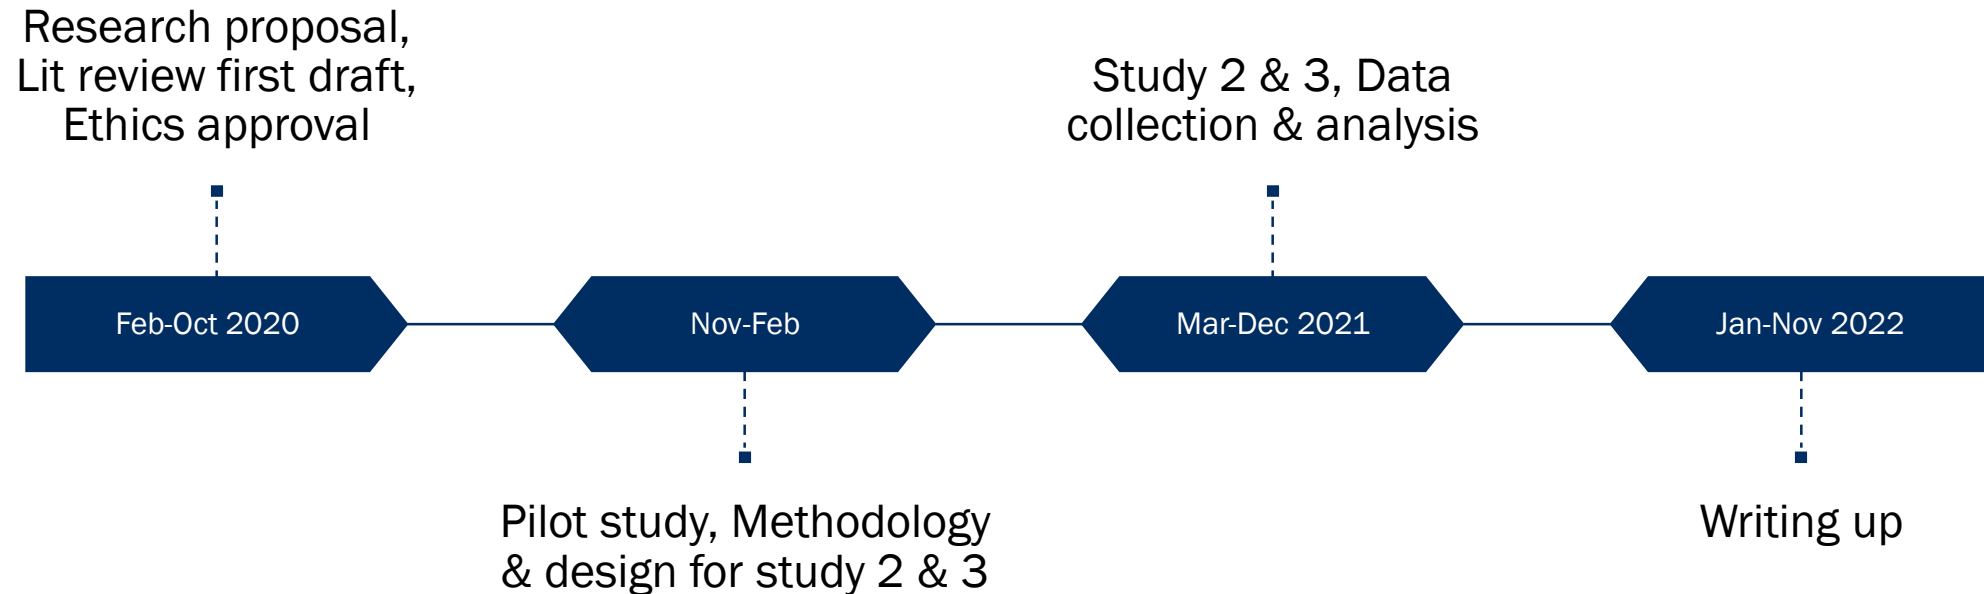 Research proposal,
Lit review first draft,
Ethics approval
Study 2 & 3, Data
collection & analysis
Feb-Oct 2020
Nov-Feb
Mar-Dec 2021
Jan-Nov 2022
Pilot study, Methodology
& design for study 2 & 3
Writing up